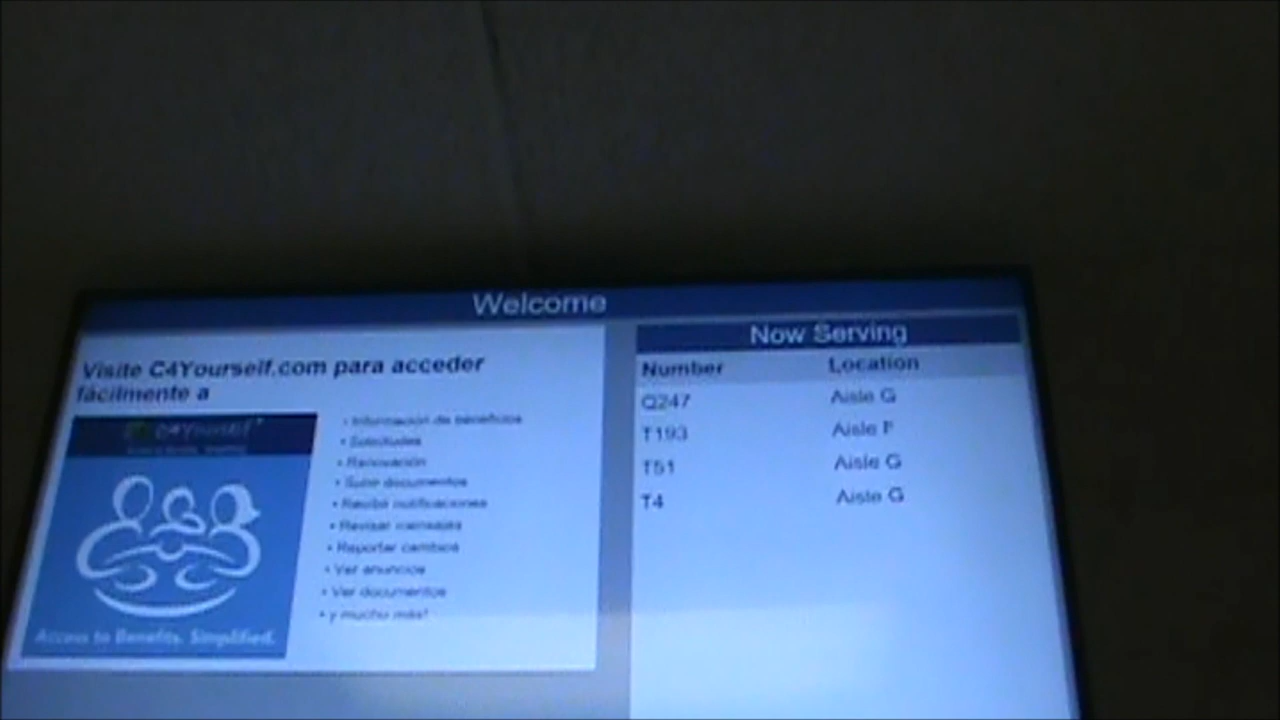 Welcome
Visite C4Yourself.com para acceder
fácilmente a
C4Yourself
• Información de beneficios
• Solicitudes
• Renovación
• Subir documentos
• Recibir notificaciones
• Revisar mensajes
• Reportar cambios
• Ver anuncios
• Ver documentos
• y mucho más!
Access to Benefits. Simplified.
Now Serving
Number Location
Q247 Aisle G
T193 Aisle F
T51 Aisle G
T4 Aisle G